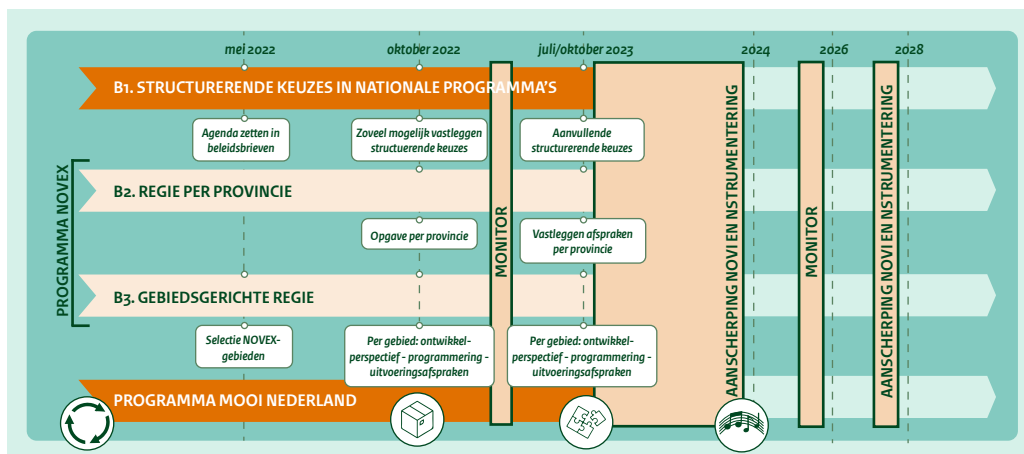 mei 2022
oktober 2022
juli/oktober 2023
2024
2026
2028
B1. STRUCTURERENDE KEUZES IN NATIONALE PROGRAMMA'S
Agenda zetten in
beleidsbrieven
Zoveel mogelijk vastleggen
structuerende keuzes
Aanvullende
structurerende keuzes
PROGRAMMA NOVEX
B2. REGIE PER PROVINCIE
Opgave per provincie
Vastleggen afspraken
per provincie
B3. GEBIEDSGERICHTE REGIE
Selectie NOVEX-
gebieden
Per gebied: ontwikkel-
perspectief - programmering -
uitvoeringsafspraken
Per gebied: ontwikkel-
perspectief - programmering -
uitvoeringsafspraken
PROGRAMMA MOOI NEDERLAND
MONITOR
AANSCHERPING NOVI EN NSTRUMENTERING
MONITOR
AANSCHERPING NOVI EN NSTRUMENTERING